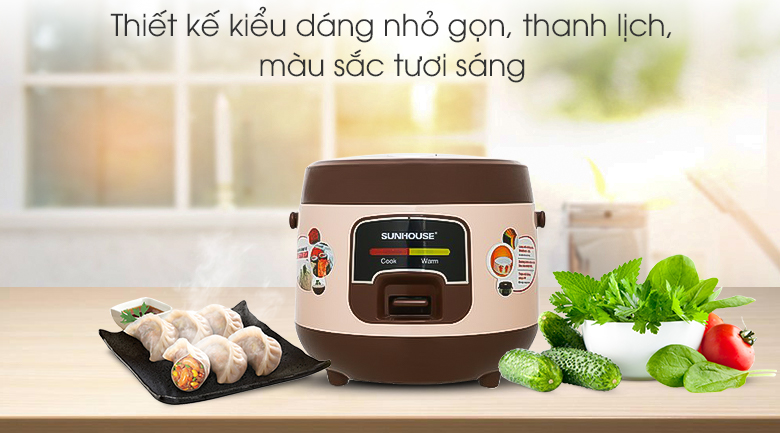 Thiết kế kiểu dáng nhỏ gọn, thanh lịch,
màu sắc tươi sáng
SUNHOUSE
Cook Warm